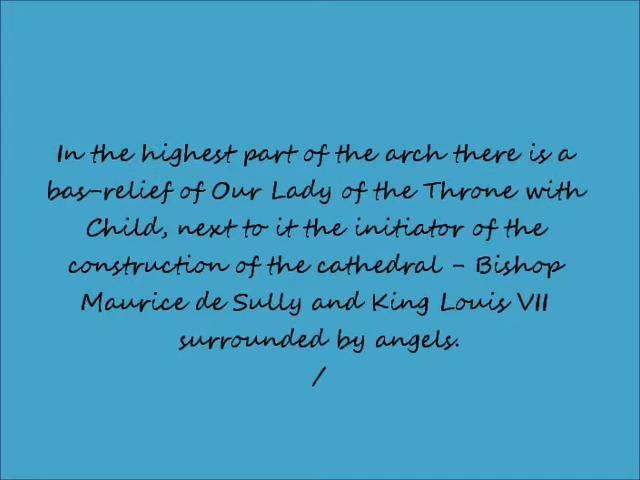 In the highest part of the arch there is a
bas-relief of Our Lady of the Throne with
Child, next to it the initiator of the
construction of the cathedral - Bishop
Maurice de Sully and King Louis VII
surrounded by angels.
/